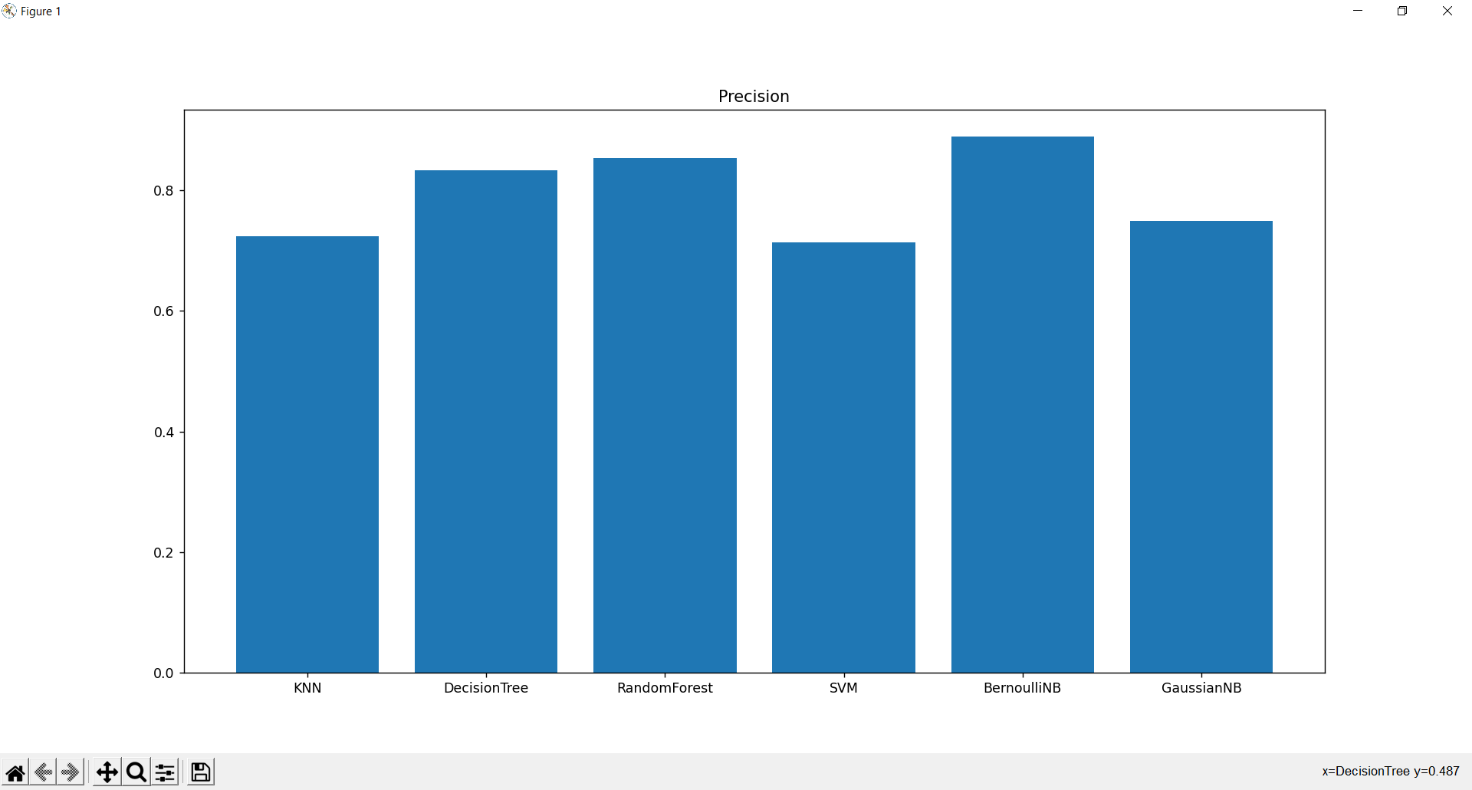 Figure 1
Precision
0.8
0.6
0.4
0.2
0.0
KNN DecisionTree RandomForest SVM BernoulliNB GaussianNB
x=DecisionTree y=0.487